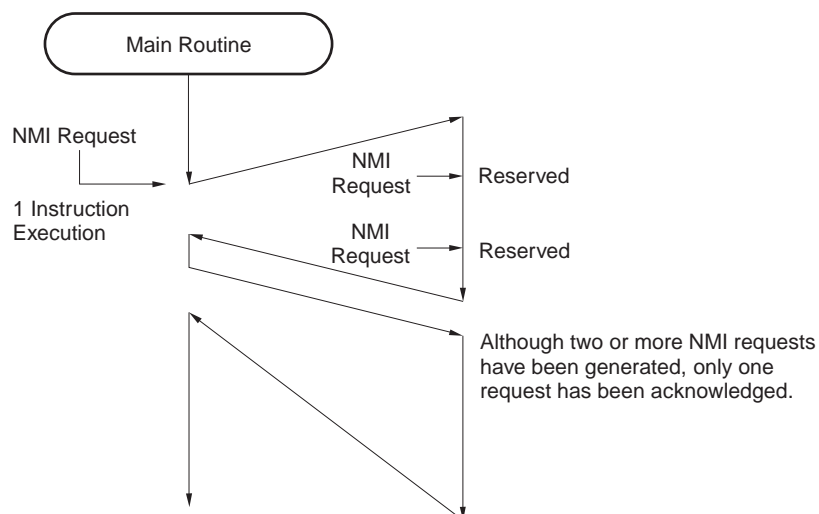 Main Routine
NMI Request
1 Instruction
Execution
NMI
Request
Reserved
NMI
Request
Reserved
Although two or more NMI requests
have been generated, only one
request has been acknowledged.